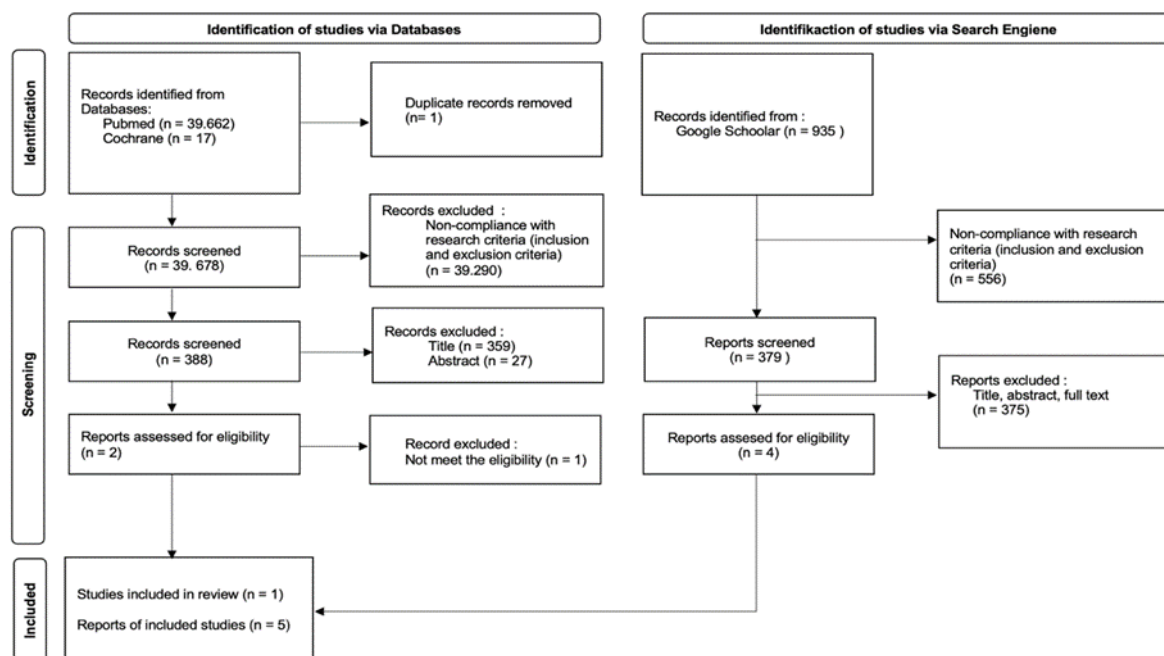 Identification of studies via Databases
Identifikaction of studies via Search Engiene
Identification
Records identified from
Databases:
Pubmed (n = 39.662)
Cochrane (n = 17)
Duplicate records removed
(n= 1)
Records identified from :
Google Schoolar (n = 935 )
Screening
Records screened
(n = 39. 678)
Records excluded :
Non-compliance with
research criteria (inclusion
and exclusion criteria)
(n = 39.290)
Non-compliance with research
criteria (inclusion and exclusion
criteria)
(n = 556)
Records screened
(n = 388)
Records excluded :
Title (n = 359)
Abstract (n = 27)
Reports screened
(n = 379 )
Reports excluded :
Title, abstract, full text
(n = 375)
Reports assessed for eligibility
(n = 2)
Record excluded :
Not meet the eligibility (n = 1)
Reports assesed for eligibility
(n = 4)
Included
Studies included in review (n = 1)
Reports of included studies (n = 5)